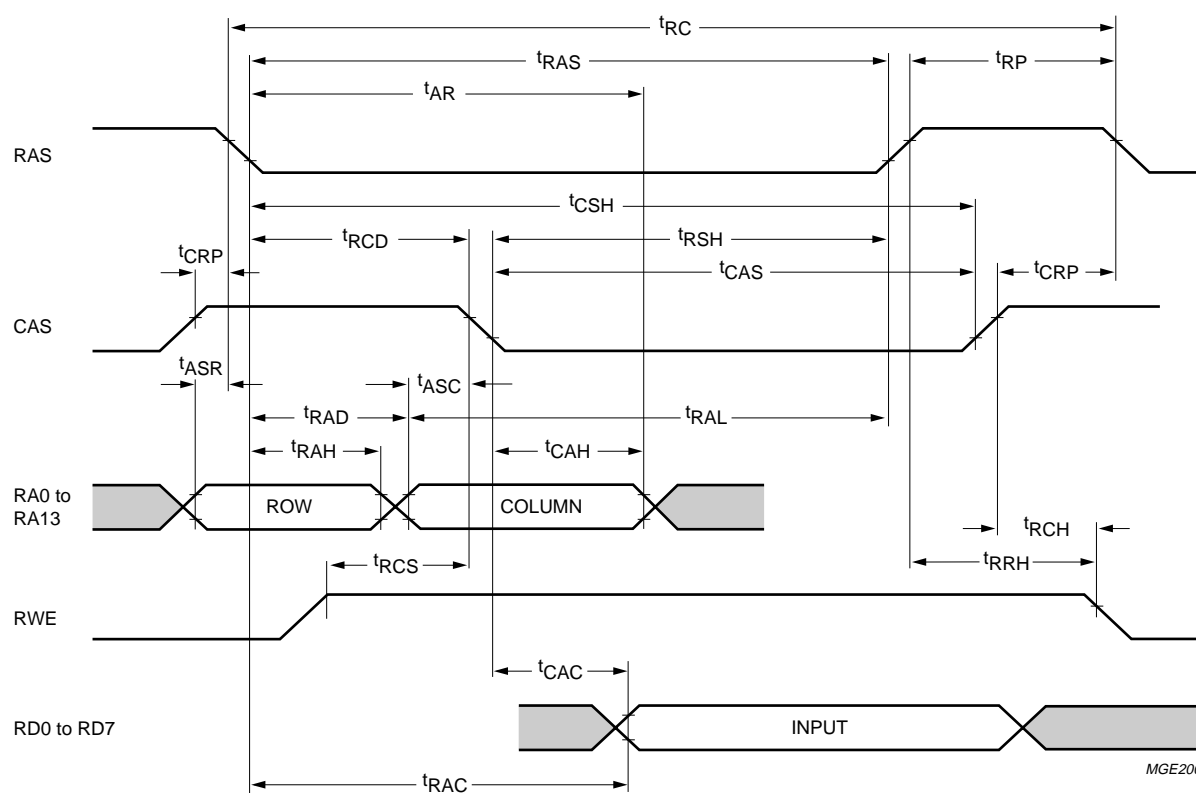 tRC
tRAS
tRP
tAR
RAS
tCSH
tRCD
tRSH
tCRP
tCAS
tCRP
CAS
tASR
tASC
tRAD
tRAL
tRAH
tCAH
RA0 to
RA13
ROW
COLUMN
tRCH
tRCS
tRRH
RWE
tCAC
RD0 to RD7
INPUT
tRAC